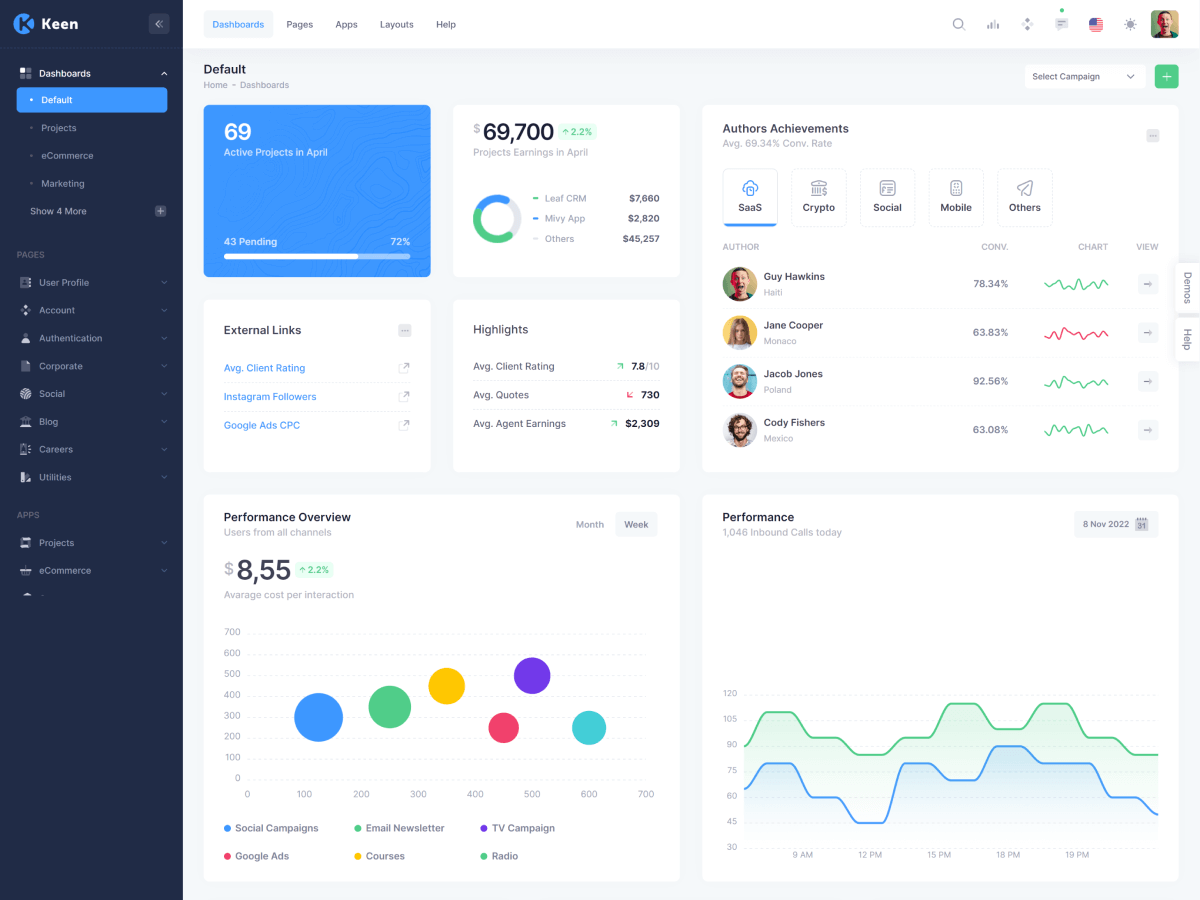 Keen
Dashboards
Default
Projects
eCommerce
Marketing
Show 4 More
PAGES
User Profile
Account
Authentication
Corporate
Social
Blog
Careers
Utilities
APPS
Projects
eCommerce
Dashboards Pages Apps Layouts Help
Default
Home - Dashboards
Select Campaign
69
Active Projects in April
43 Pending 72%
$ 69,700 2.2%
Projects Earnings in April
Leaf CRM $7,660
Mivy App $2,820
Others $45,257
Authors Achievements
Avg. 69.34% Conv. Rate
SaaS Crypto Social Mobile Others
AUTHOR CONV. CHART VIEW
Guy Hawkins
Haiti
78.34%
Jane Cooper
Monaco
63.83%
Jacob Jones
Poland
92.56%
Cody Fishers
Mexico
63.08%
Demos
Help
External Links
Avg. Client Rating
Instagram Followers
Google Ads CPC
Highlights
Avg. Client Rating 7.8/10
Avg. Quotes 730
Avg. Agent Earnings $2,309
Performance Overview
Users from all channels
Month Week
$ 8,55 2.2%
Avarage cost per interaction
700
600
500
400
300
200
100
0
0 100 200 300 400 500 600 700
Social Campaigns Email Newsletter TV Campaign
Google Ads Courses Radio
Performance
1,046 Inbound Calls today
8 Nov 2022 31
120
105
90
75
60
45
30
9 AM 12 PM 15 PM 18 PM 19 PM